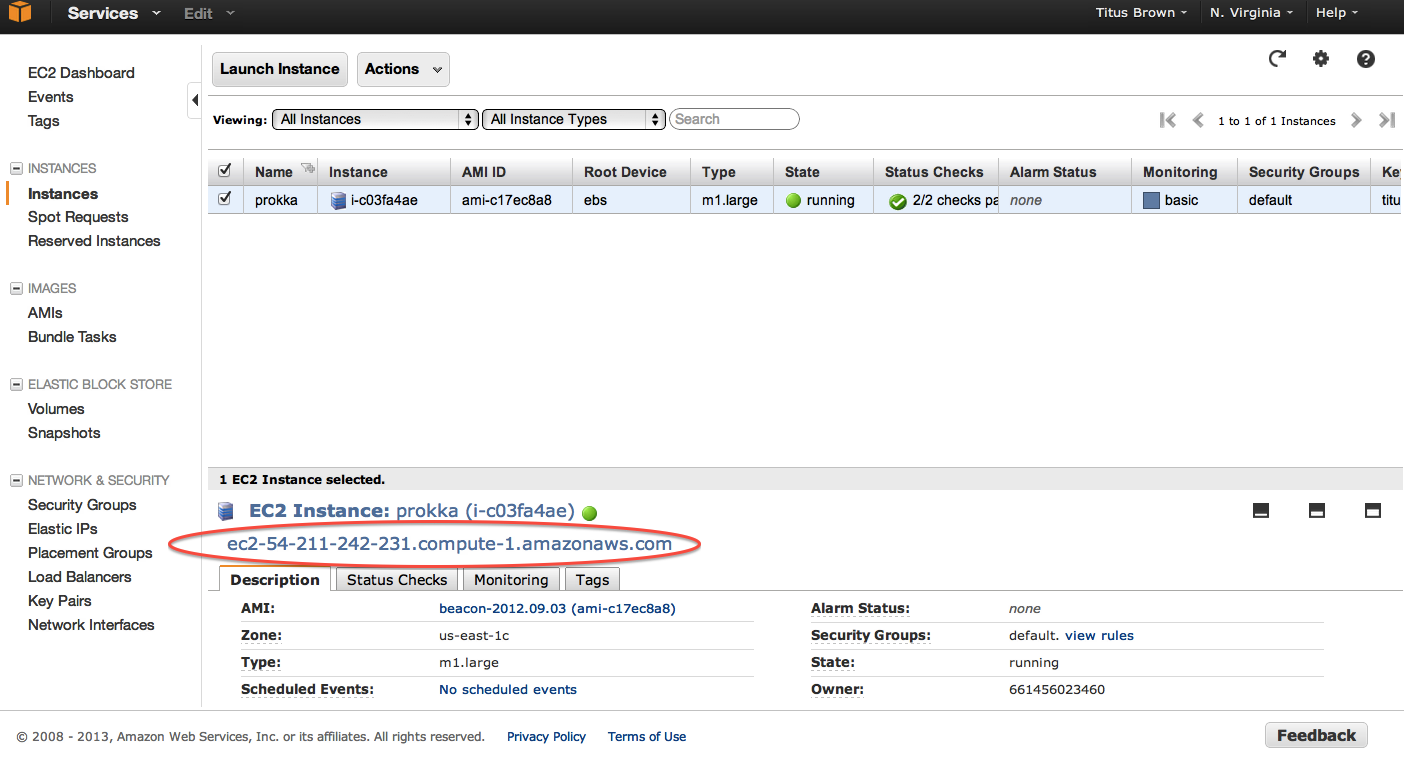 Services Edit Titus Brown N. Virginia Help
EC2 Dashboard
Events
Tags
INSTANCES
Instances
Spot Requests
Reserved Instances
IMAGES
AMIs
Bundle Tasks
ELASTIC BLOCK STORE
Volumes
Snapshots
NETWORK & SECURITY
Security Groups
Elastic IPs
Placement Groups
Load Balancers
Key Pairs
Network Interfaces
Launch Instance Actions
Viewing: All Instances All Instance Types Search 1 to 1 of 1 Instances
Name Instance AMI ID Root Device Type State Status Checks Alarm Status Monitoring Security Groups Ke
prokka i-c03fa4ae ami-c17ec8a8 ebs m1.large running 2/2 checks pa none basic default titu
1 EC2 Instance selected.
EC2 Instance: prokka (i-c03fa4ae)
ec2-54-211-242-231.compute-1.amazonaws.com
Description Status Checks Monitoring Tags
AMI: beacon-2012.09.03 (ami-c17ec8a8) Alarm Status: none
Zone: us-east-1c Security Groups: default. view rules
Type: m1.large State: running
Scheduled Events: No scheduled events Owner: 661456023460
© 2008 - 2013, Amazon Web Services, Inc. or its affiliates. All rights reserved. Privacy Policy Terms of Use Feedback